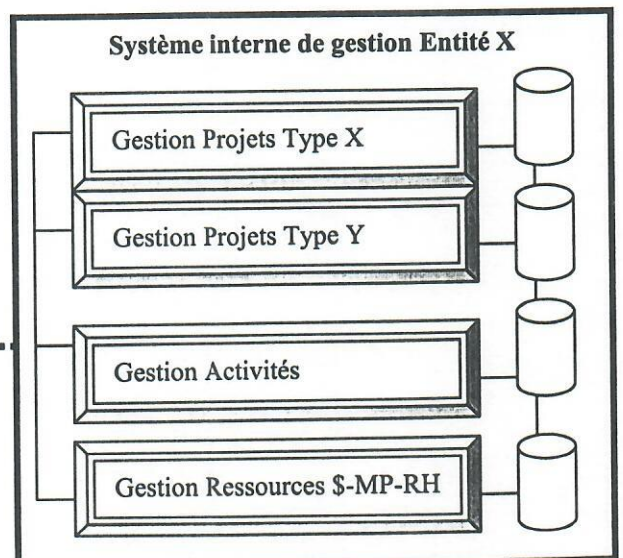 Système interne de gestion Entité X
Gestion Projets Type X
Gestion Projets Type Y
Gestion Activités
Gestion Ressources $-MP-RH